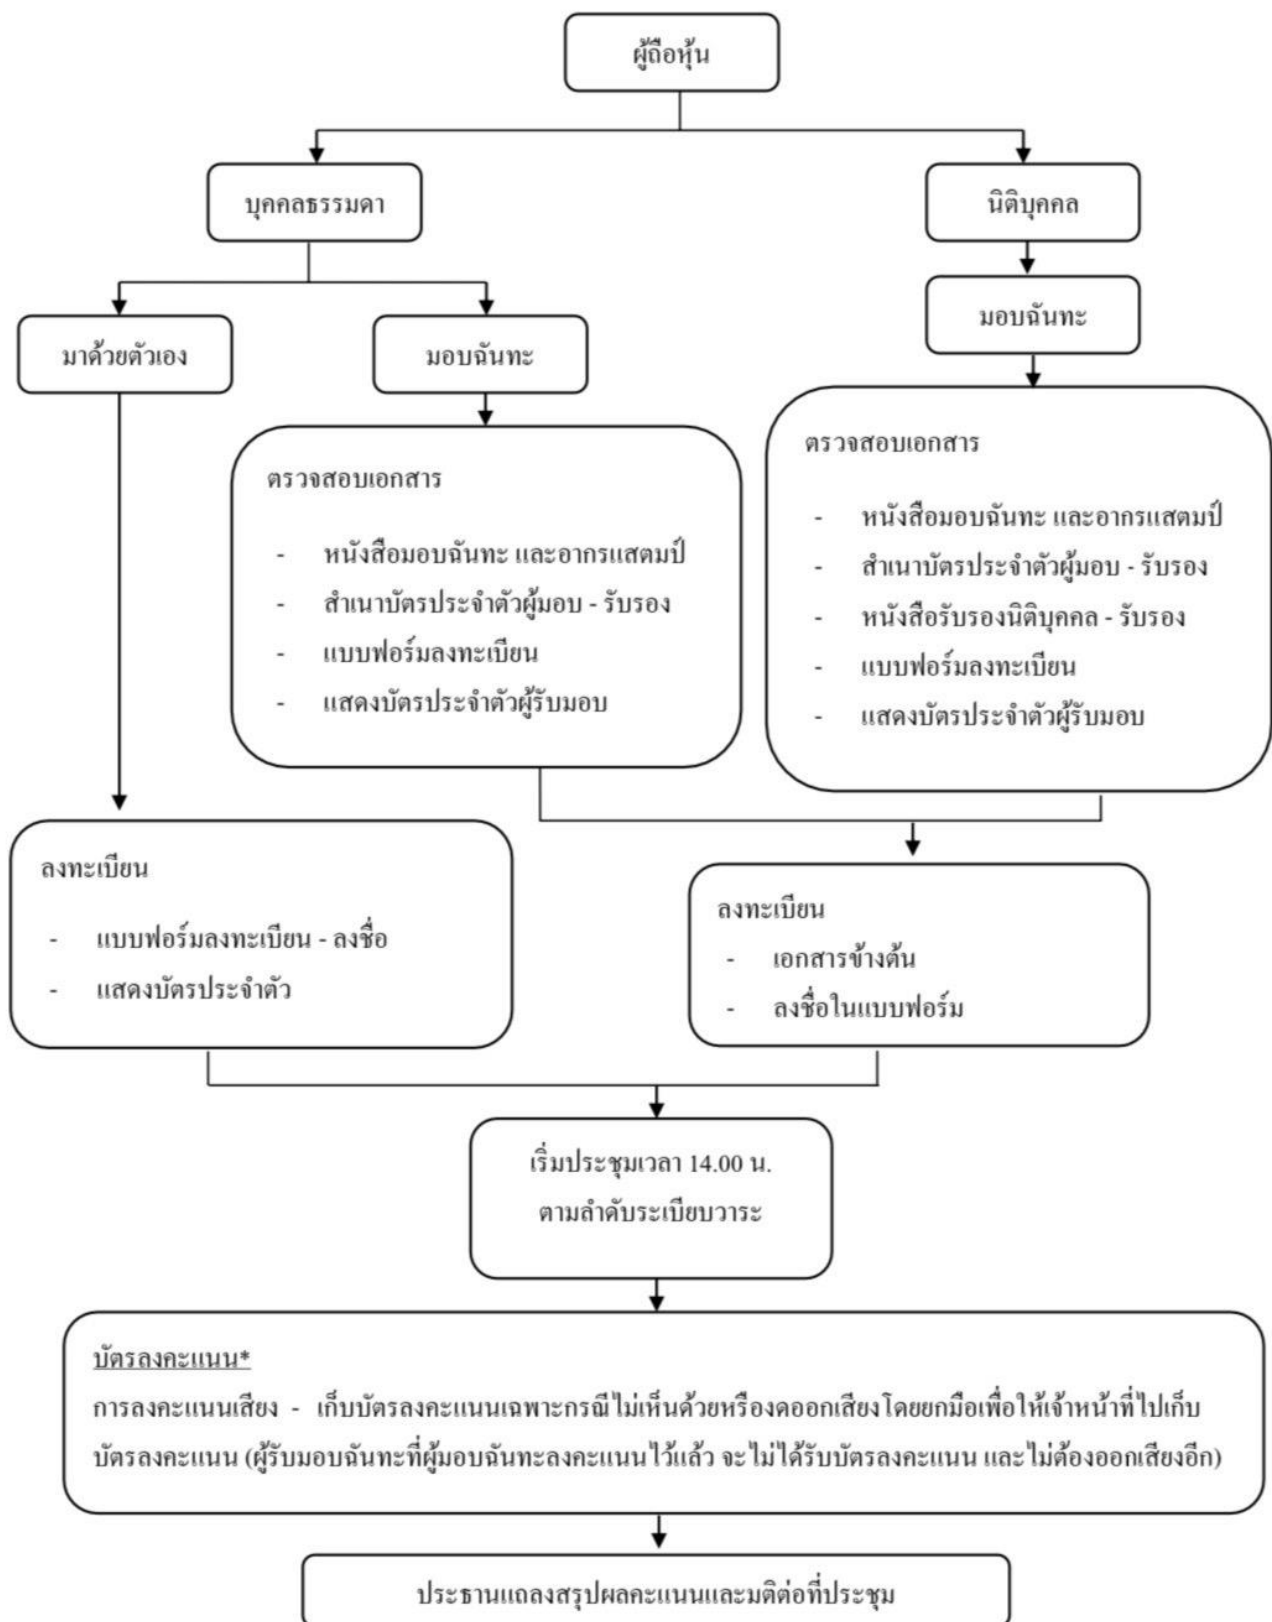 ผู้ถือหุ้น
บุคคลธรรมดา
นิติบุคคล
มาด้วยตัวเอง
มอบฉันทะ
มอบฉันทะ
ตรวจสอบเอกสาร
- หนังสือมอบฉันทะ และอากรแสตมป์
- สำเนาบัตรประจำตัวผู้มอบ - รับรอง
- แบบฟอร์มลงทะเบียน
- แสดงบัตรประจำตัวผู้รับมอบ
ตรวจสอบเอกสาร
- หนังสือมอบฉันทะ และอากรแสตมป์
- สำเนาบัตรประจำตัวผู้มอบ - รับรอง
- หนังสือรับรองนิติบุคคล - รับรอง
- แบบฟอร์มลงทะเบียน
- แสดงบัตรประจำตัวผู้รับมอบ
ลงทะเบียน
- แบบฟอร์มลงทะเบียน - ลงชื่อ
- แสดงบัตรประจำตัว
ลงทะเบียน
- เอกสารข้างต้น
- ลงชื่อในแบบฟอร์ม
เริ่มประชุมเวลา 14.00 น.
ตามลำดับระเบียบวาระ
บัตรลงคะแนน*
การลงคะแนนเสียง - เก็บบัตรลงคะแนนเฉพาะกรณีไม่เห็นด้วยหรืองดออกเสียงโดยยกมือเพื่อให้เจ้าหน้าที่ไปเก็บ
บัตรลงคะแนน (ผู้รับมอบฉันทะที่ผู้มอบฉันทะลงคะแนนไว้แล้ว จะไม่ได้รับบัตรลงคะแนน และไม่ต้องออกเสียงอีก)
ประธานแถลงสรุปผลคะแนนและมติต่อที่ประชุม